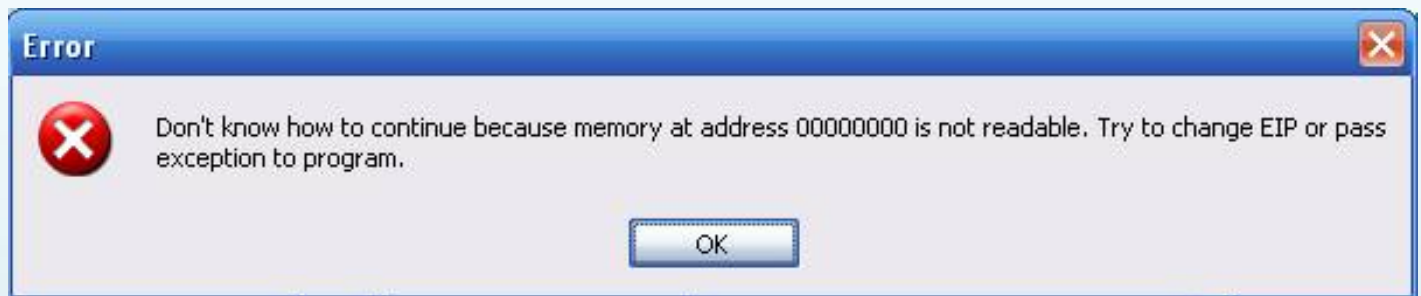 Error
Don't know how to continue because memory at address 00000000 is not readable. Try to change EIP or pass
exception to program.
OK